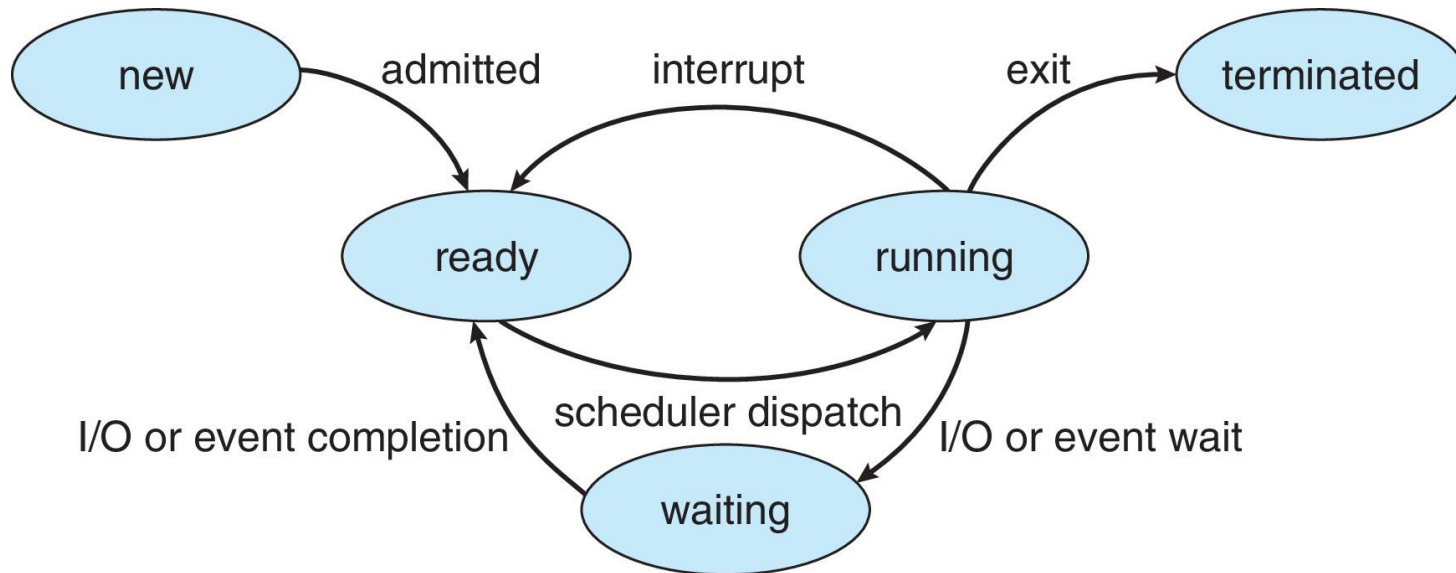 new
admitted
interrupt
exit
terminated
ready
running
scheduler dispatch
I/O or event completion
I/O or event wait
waiting